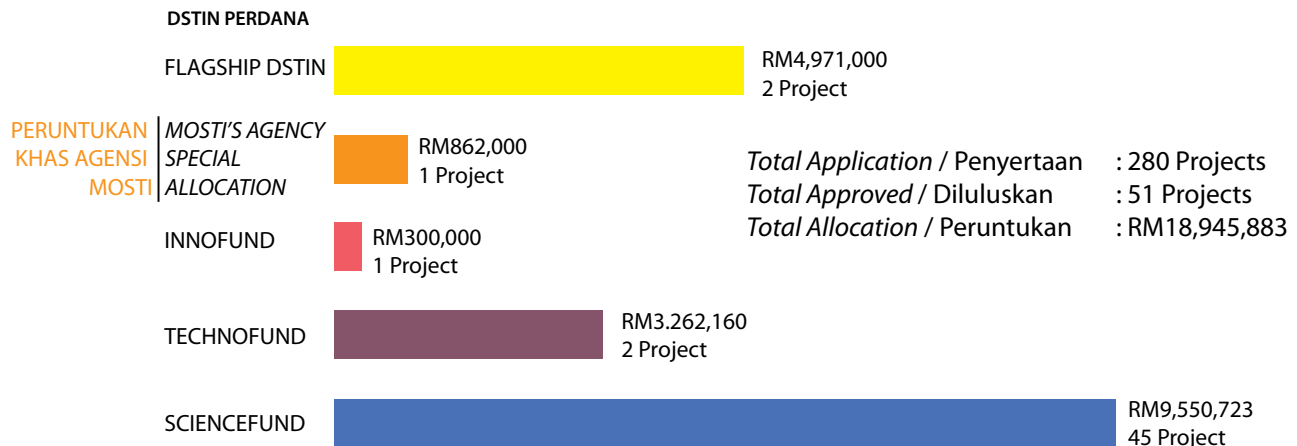 DSTIN PERDANA
FLAGSHIP DSTIN
RM4,971,000
2 Project
PERUNTUKAN
KHAS AGENSI
MOSTI
MOSTI'S AGENCY
SPECIAL
ALLOCATION
RM862,000
1 Project
Total Application / Penyertaan : 280 Projects
Total Approved / Diluluskan : 51 Projects
Total Allocation / Peruntukan : RM18,945,883
INNOFUND
RM300,000
1 Project
TECHNOFUND
RM3.262,160
2 Project
SCIENCEFUND
RM9,550,723
45 Project